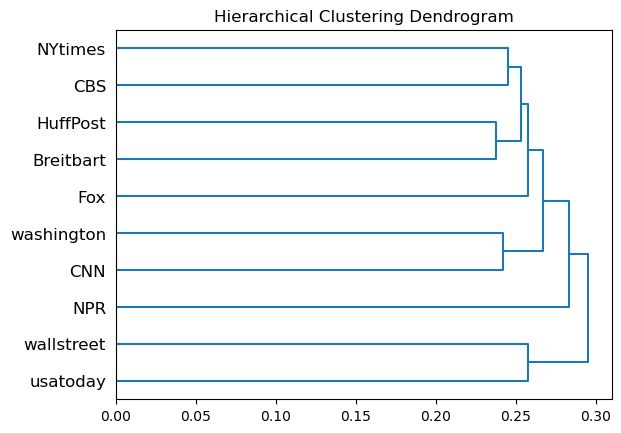 Hierarchical Clustering Dendrogram
NYtimes
CBS
HuffPost
Breitbart
Fox
washington
CNN
NPR
wallstreet
usatoday
0.00 0.05 0.10 0.15 0.20 0.25 0.30